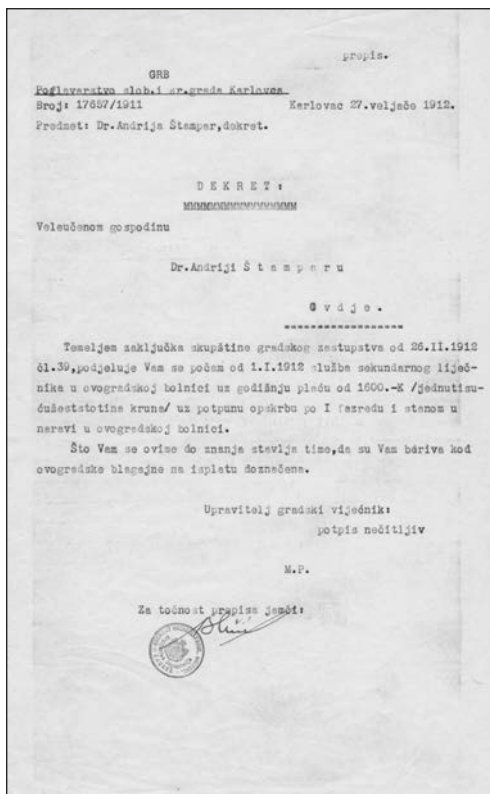 prepis.
GRB
Poglavarstvo slob.i kr.grada Karlovca
Broj: 17657/1911 Karlovac 27.veljače 1912.
Predmet: Dr.Andrija Štampar,dekret.
D E K R E T :
Veleučenom gospodinu
Dr.Andriji Š t a m p a r u
O v d j e .
Temeljem zaključka skupštine gradskog zastupstva od 26.II.1912
čl.39,podjeluje Vam se počam od 1.I.1912 služba sekundarnog liječ-
nika u ovogradskoj bolnici uz godišnju plaću od 1600.-K /jednutisu-
ćušeststotine kruna/ uz potpunu opskrbu po I razredu i stanom u
naravi u ovogradskoj bolnici.
Što Vam se ovime do znanja stavlja time,da su Vam beriva kod
ovogradske blagajne na isplatu doznačena.
Upravitelj gradski vijećnik:
potpis nečitljiv
M.P.
Za točnost prepisa jamči: